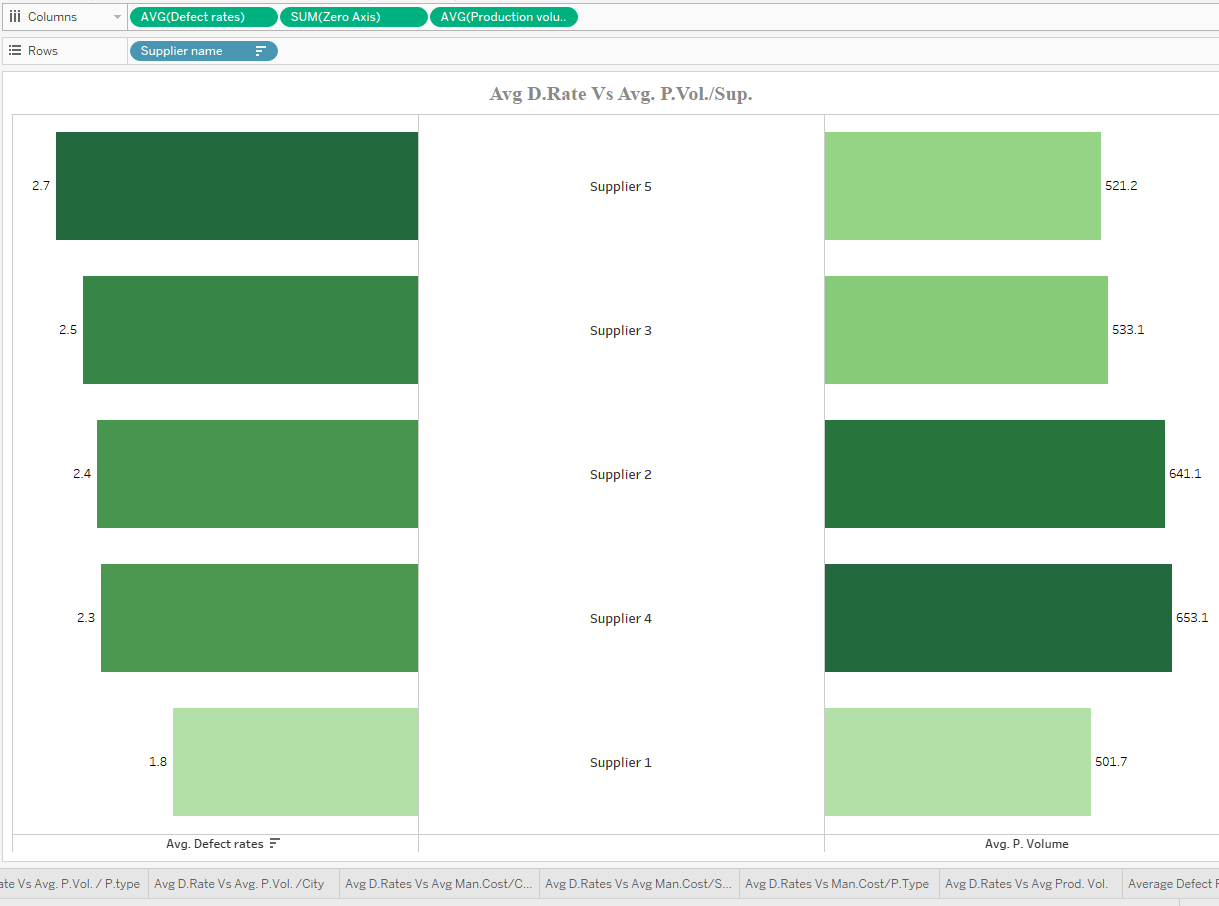 Columns AVG(Defect rates) SUM(Zero Axis) AVG(Production volu..
Rows Supplier name
Avg D.Rate Vs Avg. P.Vol./Sup.
2.7 Supplier 5 521.2
2.5 Supplier 3 533.1
2.4 Supplier 2 641.1
2.3 Supplier 4 653.1
1.8 Supplier 1 501.7
Avg. Defect rates Avg. P. Volume
ate Vs Avg. P.Vol. / P.type Avg D.Rate Vs Avg. P.Vol. /City Avg D.Rates Vs Avg Man.Cost/C... Avg D.Rates Vs Avg Man.Cost/S... Avg D.Rates Vs Man.Cost/P.Type Avg D.Rates Vs Avg Prod. Vol. Average Defect R